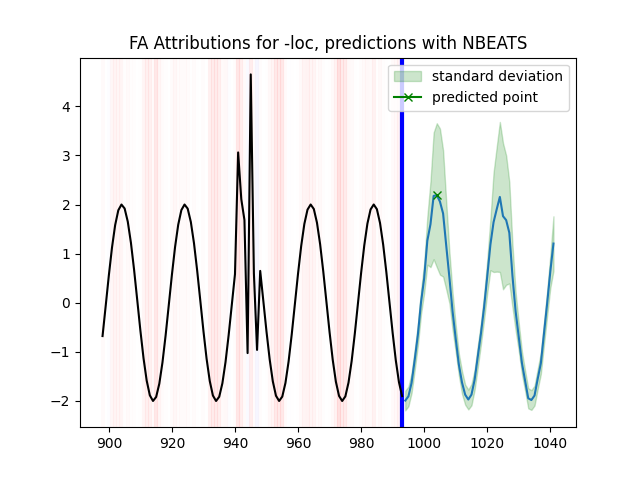 FA Attributions for -loc, predictions with NBEATS
standard deviation
predicted point
4
3
2
1
0
−1
−2
900 920 940 960 980 1000 1020 1040